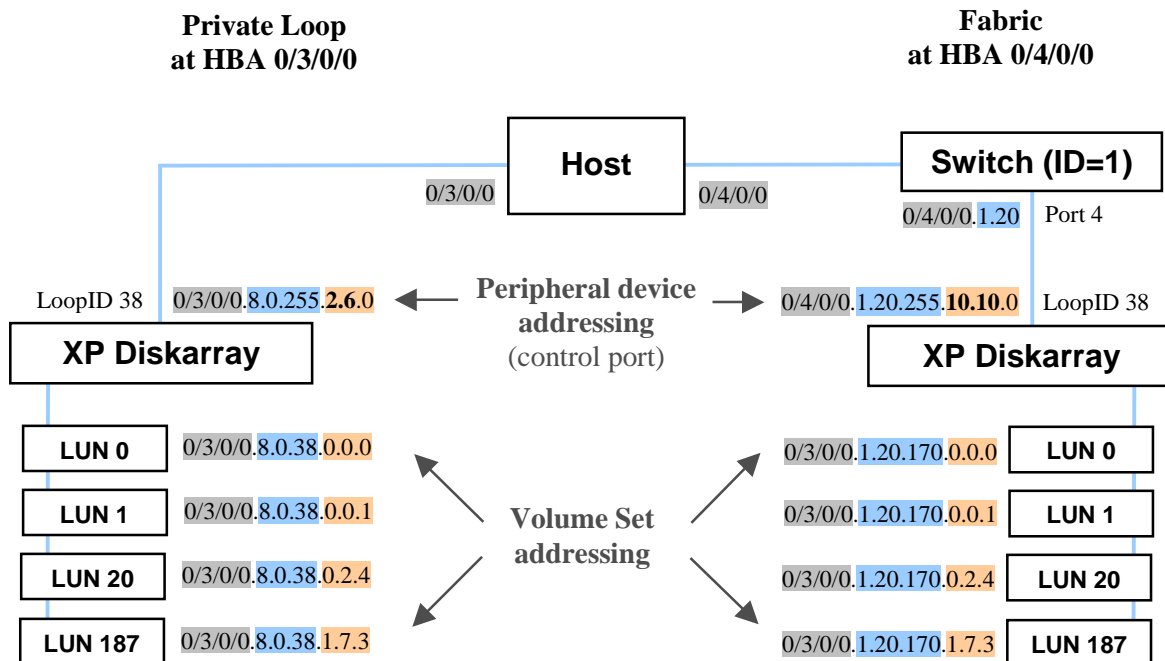 Private Loop
at HBA 0/3/0/0
Fabric
at HBA 0/4/0/0
Host
Switch (ID=1)
0/3/0/0
0/4/0/0
0/4/0/0.1.20
Port 4
LoopID 38
0/3/0/0.8.0.255.2.6.0
Peripheral device
addressing
(control port)
0/4/0/0.1.20.255.10.10.0
LoopID 38
XP Diskarray
XP Diskarray
LUN 0
0/3/0/0.8.0.38.0.0.0
0/3/0/0.1.20.170.0.0.0
LUN 0
LUN 1
0/3/0/0.8.0.38.0.0.1
Volume Set
addressing
0/3/0/0.1.20.170.0.0.1
LUN 1
LUN 20
0/3/0/0.8.0.38.0.2.4
0/3/0/0.1.20.170.0.2.4
LUN 20
LUN 187
0/3/0/0.8.0.38.1.7.3
0/3/0/0.1.20.170.1.7.3
LUN 187